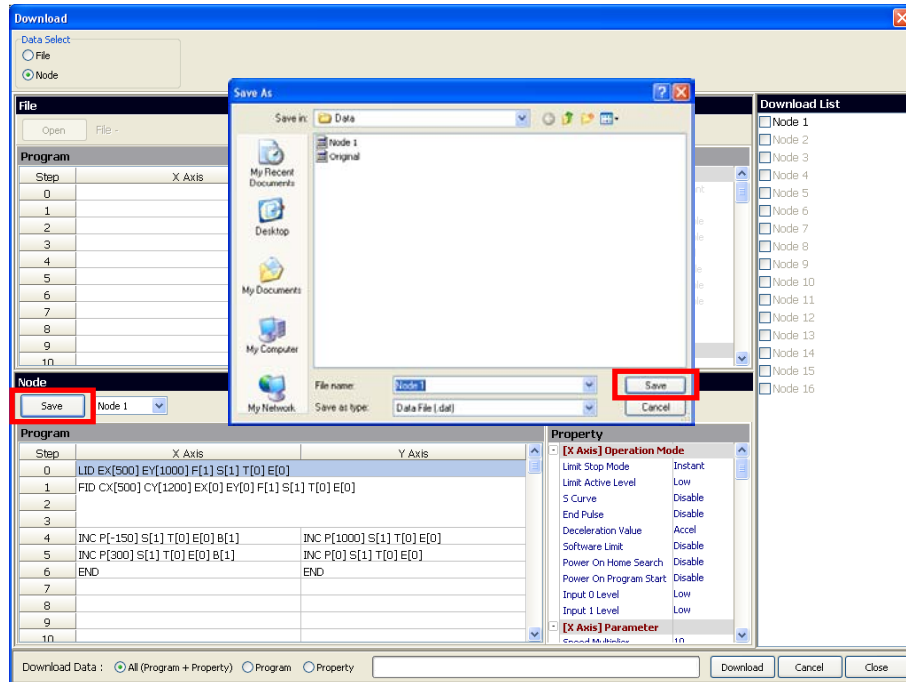 Download
Data Select
File
Node
File
Open File -
Program
Step X Axis
0
1
2
3
4
5
6
7
8
9
10
Save As
Save in: Data
Node 1
Original
My Recent
Documents
Desktop
My Documents
My Computer
My Network
File name: Node 1 Save
Save as type: Data File (.dat) Cancel
Download List
Node 1
Node 2
Node 3
Node 4
Node 5
Node 6
Node 7
Node 8
Node 9
Node 10
Node 11
Node 12
Node 13
Node 14
Node 15
Node 16
Node
Save Node 1
Program
Step X Axis Y Axis
0 LID EX[500] EY[1000] F[1] S[1] T[0] E[0]
1 FID CX[500] CY[1200] EX[0] EY[0] F[1] S[1] T[0] E[0]
2
3
4 INC P[-150] S[1] T[0] E[0] B[1] INC P[1000] S[1] T[0] E[0]
5 INC P[300] S[1] T[0] E[0] B[1] INC P[0] S[1] T[0] E[0]
6 END END
7
8
9
10
Property
[X Axis] Operation Mode
Limit Stop Mode Instant
Limit Active Level Low
S Curve Disable
End Pulse Disable
Deceleration Value Accel
Software Limit Disable
Power On Home Search Disable
Power On Program Start Disable
Input 0 Level Low
Input 1 Level Low
[X Axis] Parameter
Speed Multiplier 10
Download Data : All (Program + Property) Program Property Download Cancel Close